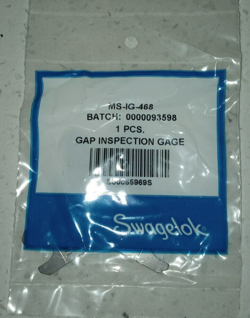 MS-IG-468
BATCH: 0000093598
1 PCS.
GAP INSPECTION GAGE
Swagelok